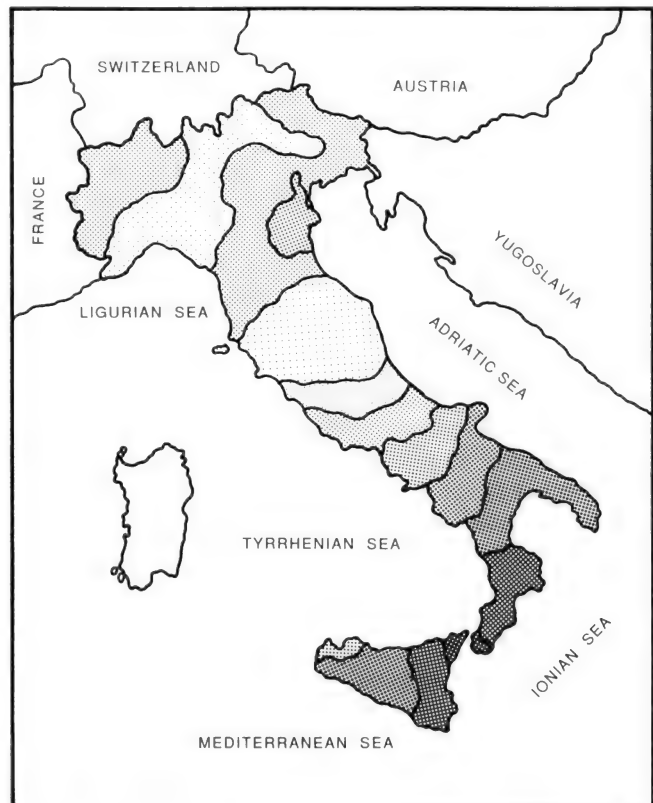 SWITZERLAND
AUSTRIA
FRANCE
YUGOSLAVIA
LIGURIAN SEA
ADRIATIC SEA
TYRRHENIAN SEA
IONIAN SEA
MEDITERRANEAN SEA